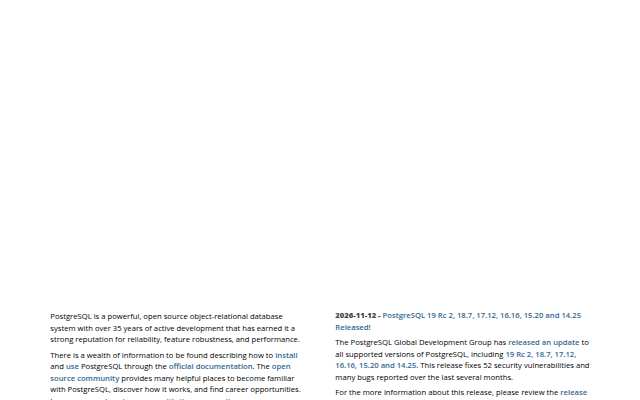 PostgreSQL is a powerful, open source object-relational database
system with over 35 years of active development that has earned it a
strong reputation for reliability, feature robustness, and performance.
There is a wealth of information to be found describing how to install
and use PostgreSQL through the official documentation. The open
source community provides many helpful places to become familiar
with PostgreSQL, discover how it works, and find career opportunities.
2026-11-12 - PostgreSQL 19 Rc 2, 18.7, 17.12, 16.16, 15.20 and 14.25
Released!
The PostgreSQL Global Development Group has released an update to
all supported versions of PostgreSQL, including 19 Rc 2, 18.7, 17.12,
16.16, 15.20 and 14.25. This release fixes 52 security vulnerabilities and
many bugs reported over the last several months.
For the more information about this release, please review the release